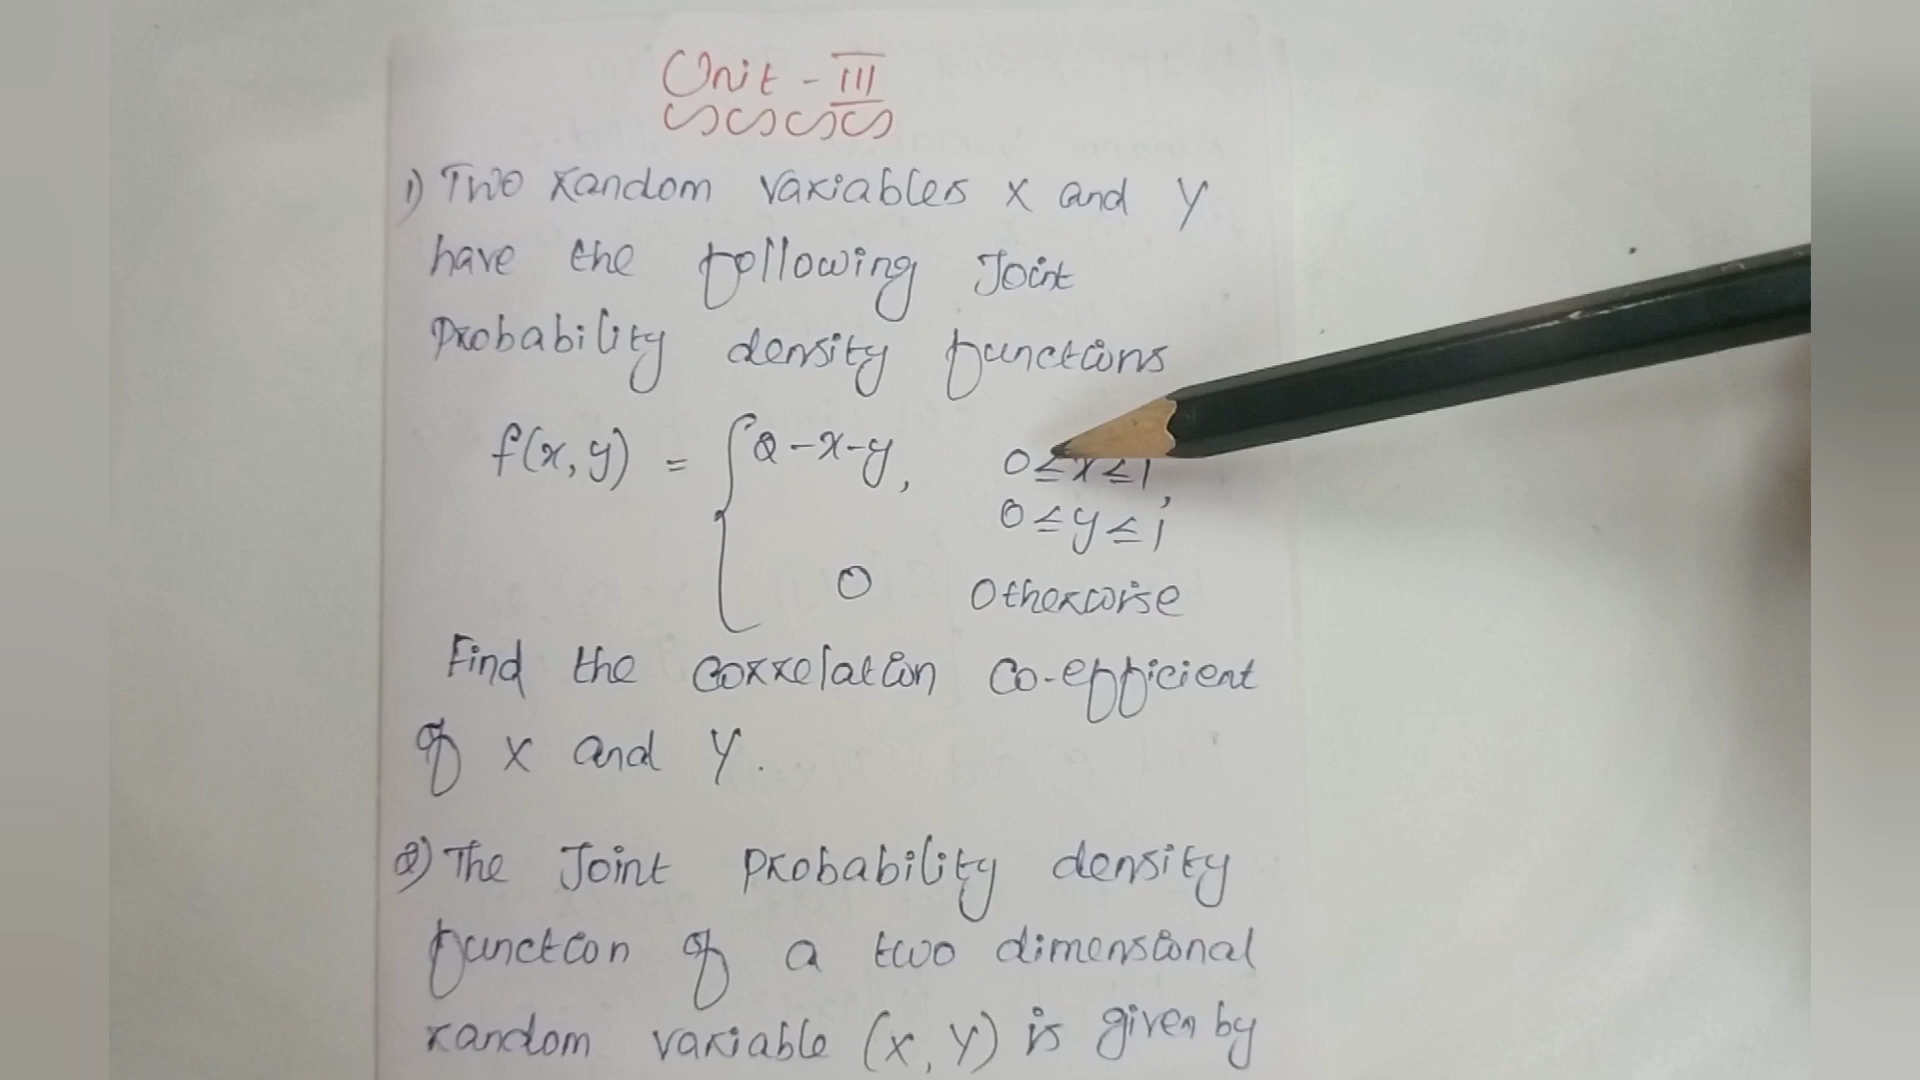 Unit - III
1) Two random variables X and Y
have the following Joint
Probability density functions
f(x, y) = { 2 - x - y, 0 ≤ x ≤ 1,
0 ≤ y ≤ 1
0 Otherwise
Find the correlation co-efficient
of X and Y.
2) The Joint probability density
function of a two dimensional
random variable (X, Y) is given by